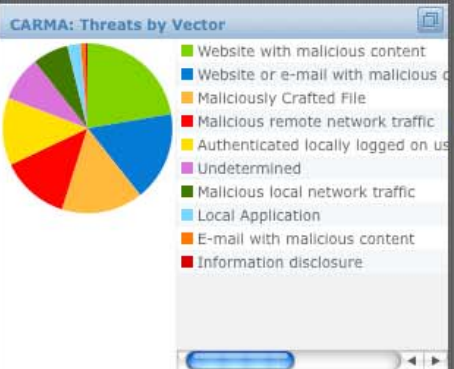 CARMA: Threats by Vector
Website with malicious content
Website or e-mail with malicious
Maliciously Crafted File
Malicious remote network traffic
Authenticated locally logged on
Undetermined
Malicious local network traffic
Local Application
E-mail with malicious content
Information disclosure